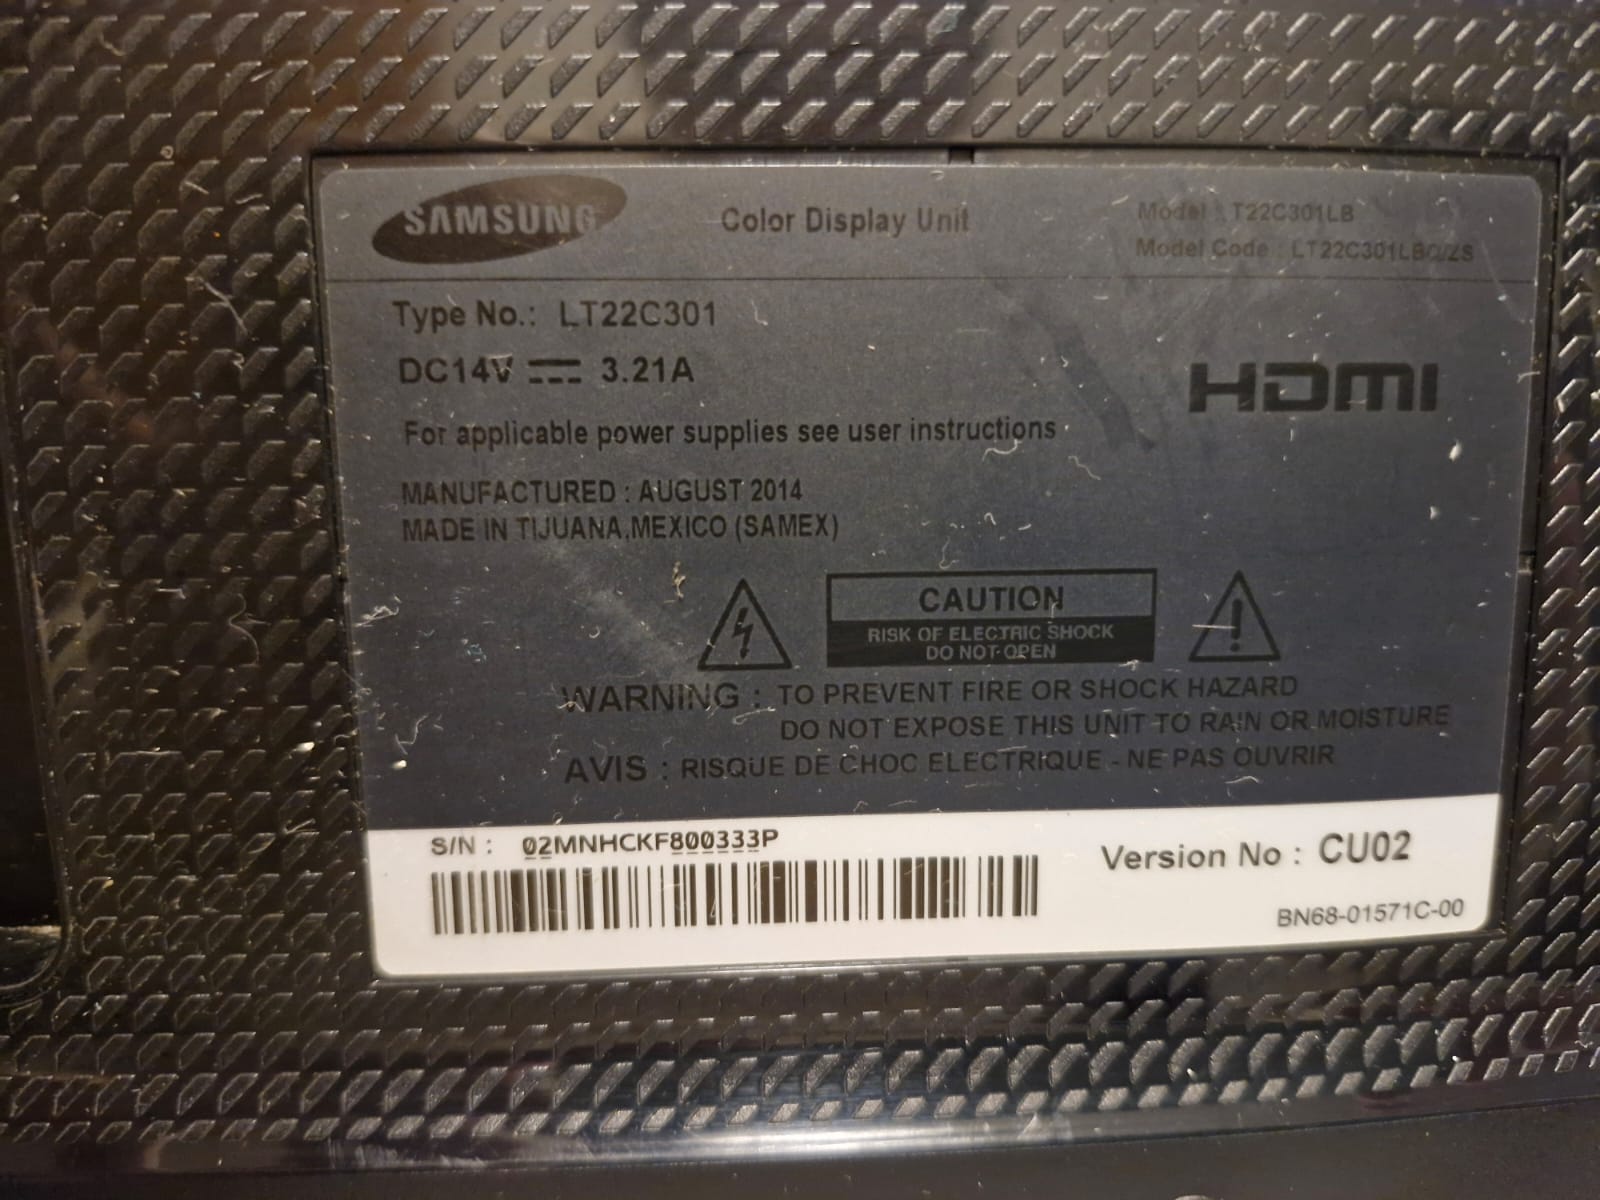 SAMSUNG
Color Display Unit
Model : T22C301LB
Model Code : LT22C301LBQ/ZS
Type No.: LT22C301
DC14V ⎓ 3.21A
HDMI
For applicable power supplies see user instructions
MANUFACTURED : AUGUST 2014
MADE IN TIJUANA,MEXICO (SAMEX)
CAUTION
RISK OF ELECTRIC SHOCK
DO NOT OPEN
WARNING : TO PREVENT FIRE OR SHOCK HAZARD
DO NOT EXPOSE THIS UNIT TO RAIN OR MOISTURE
AVIS : RISQUE DE CHOC ELECTRIQUE - NE PAS OUVRIR
S/N : 02MNHCKF800333P
Version No : CU02
BN68-01571C-00